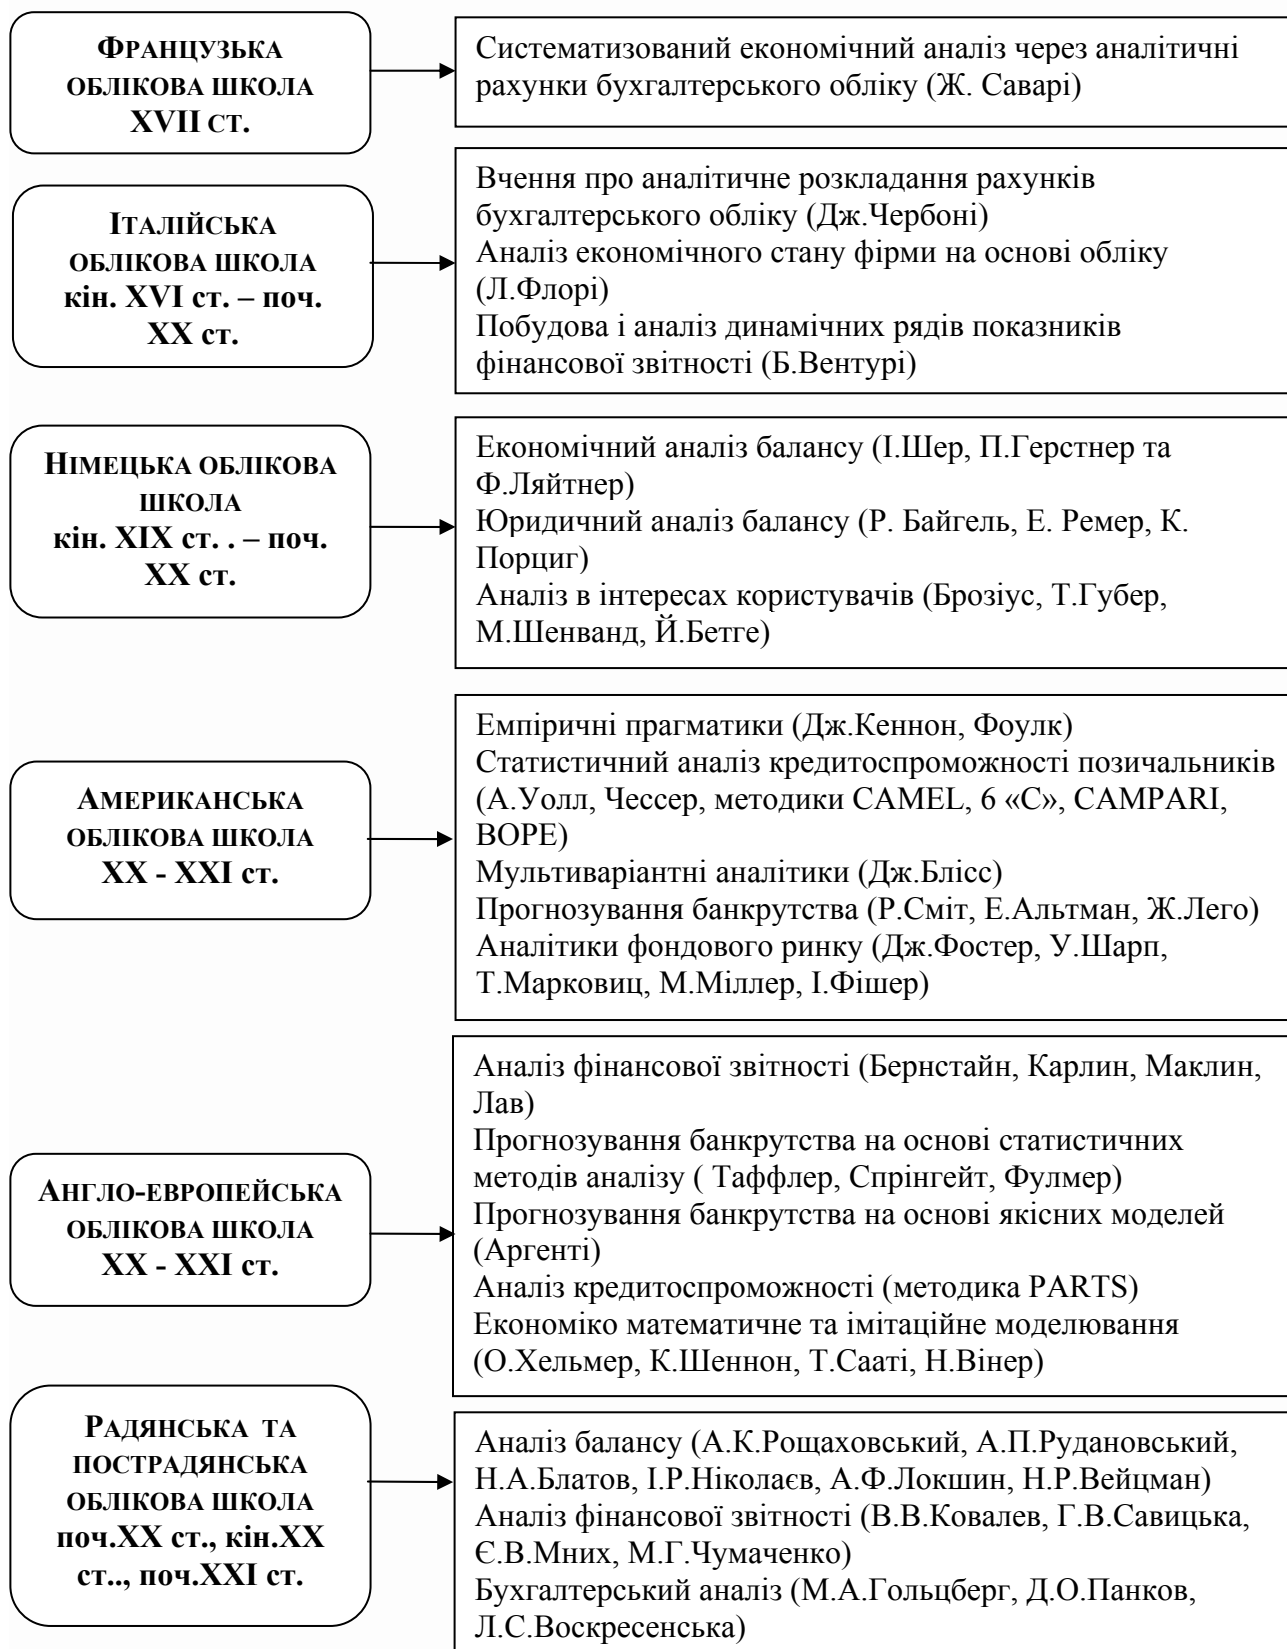 ФРАНЦУЗЬКА
ОБЛІКОВА ШКОЛА
XVII СТ.
Систематизований економічний аналіз через аналітичні
рахунки бухгалтерського обліку (Ж. Саварі)
ІТАЛІЙСЬКА
ОБЛІКОВА ШКОЛА
кін. XVI ст. – поч.
XX ст.
Вчення про аналітичне розкладання рахунків
бухгалтерського обліку (Дж.Чербоні)
Аналіз економічного стану фірми на основі обліку
(Л.Флорі)
Побудова і аналіз динамічних рядів показників
фінансової звітності (Б.Вентурі)
НІМЕЦЬКА ОБЛІКОВА
ШКОЛА
кін. XIX ст. . – поч.
XX ст.
Економічний аналіз балансу (І.Шер, П.Герстнер та
Ф.Ляйтнер)
Юридичний аналіз балансу (Р. Байгель, Е. Ремер, К.
Порциг)
Аналіз в інтересах користувачів (Брозіус, Т.Губер,
М.Шенванд, Й.Бетге)
АМЕРИКАНСЬКА
ОБЛІКОВА ШКОЛА
XX - XXI ст.
Емпіричні прагматики (Дж.Кеннон, Фоулк)
Статистичний аналіз кредитоспроможності позичальників
(А.Уолл, Чессер, методики CAMEL, 6 «С», CAMPARI,
BOPE)
Мультиваріантні аналітики (Дж.Блісс)
Прогнозування банкрутства (Р.Сміт, Е.Альтман, Ж.Лего)
Аналітики фондового ринку (Дж.Фостер, У.Шарп,
Т.Марковиц, М.Міллер, І.Фішер)
АНГЛО-ЕВРОПЕЙСЬКА
ОБЛІКОВА ШКОЛА
XX - XXI ст.
Аналіз фінансової звітності (Бернстайн, Карлин, Маклин,
Лав)
Прогнозування банкрутства на основі статистичних
методів аналізу ( Таффлер, Спрінгейт, Фулмер)
Прогнозування банкрутства на основі якісних моделей
(Аргенті)
Аналіз кредитоспроможності (методика PARTS)
Економіко математичне та імітаційне моделювання
(О.Хельмер, К.Шеннон, Т.Сааті, Н.Вінер)
РАДЯНСЬКА ТА
ПОСТРАДЯНСЬКА
ОБЛІКОВА ШКОЛА
поч.XX ст., кін.XX
ст.., поч.XXI ст.
Аналіз балансу (А.К.Рощаховський, А.П.Рудановський,
Н.А.Блатов, І.Р.Ніколаєв, А.Ф.Локшин, Н.Р.Вейцман)
Аналіз фінансової звітності (В.В.Ковалев, Г.В.Савицька,
Є.В.Мних, М.Г.Чумаченко)
Бухгалтерський аналіз (М.А.Гольцберг, Д.О.Панков,
Л.С.Воскресенська)